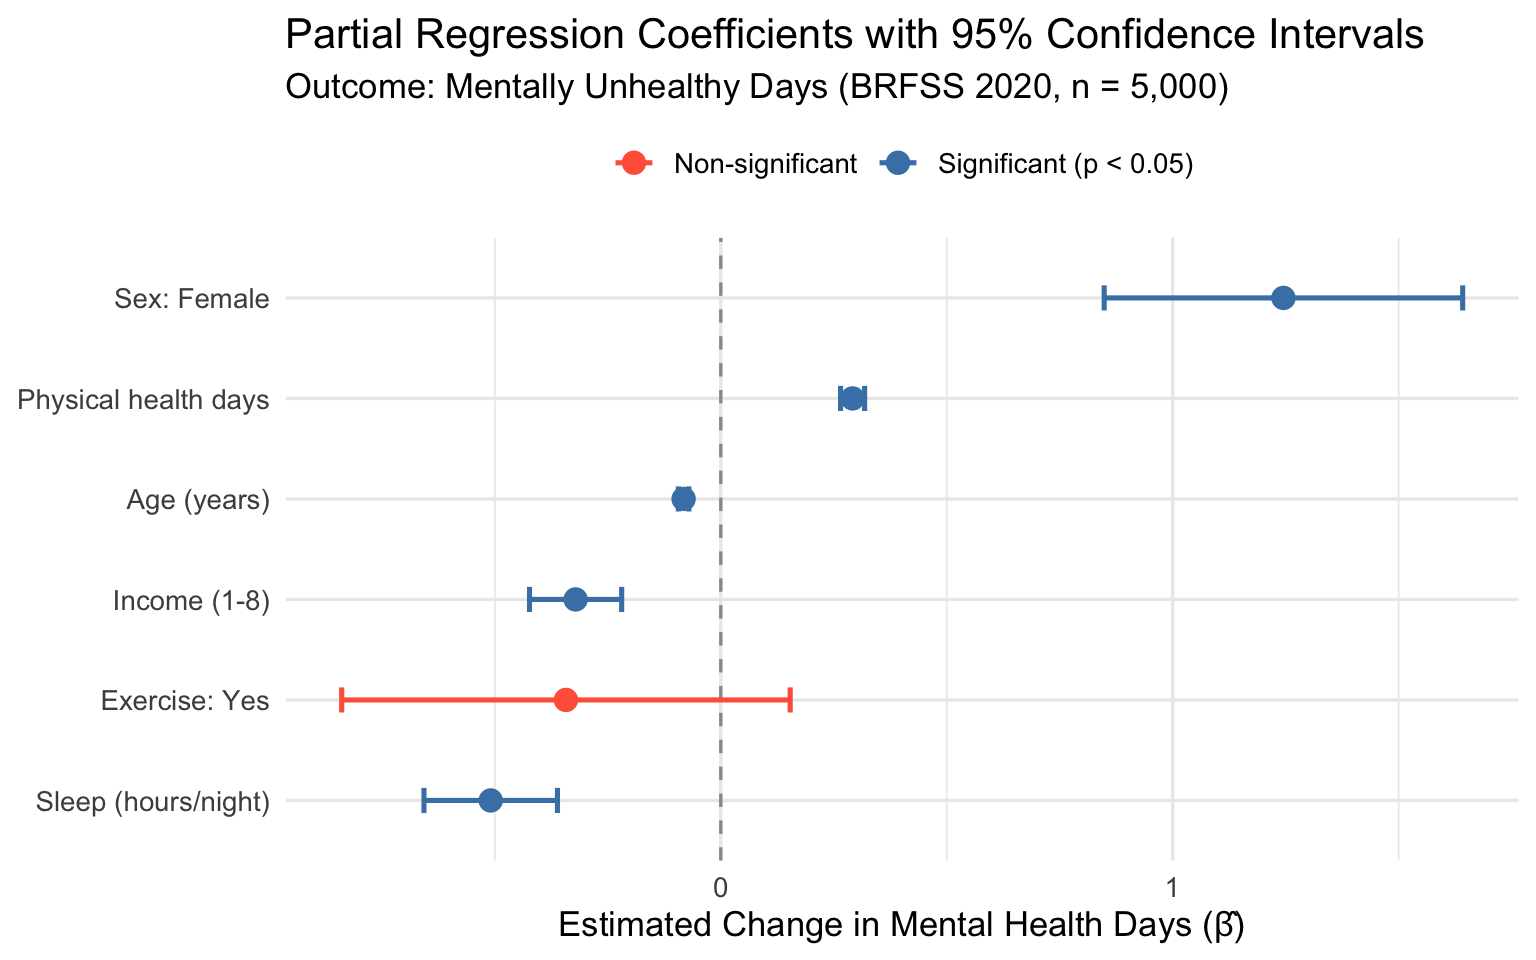 Partial Regression Coefficients with 95% Confidence Intervals
Outcome: Mentally Unhealthy Days (BRFSS 2020, n = 5,000)
Non-significant
Significant (p < 0.05)
Sex: Female
Physical health days
Age (years)
Income (1-8)
Exercise: Yes
Sleep (hours/night)
0
1
Estimated Change in Mental Health Days (β̂)